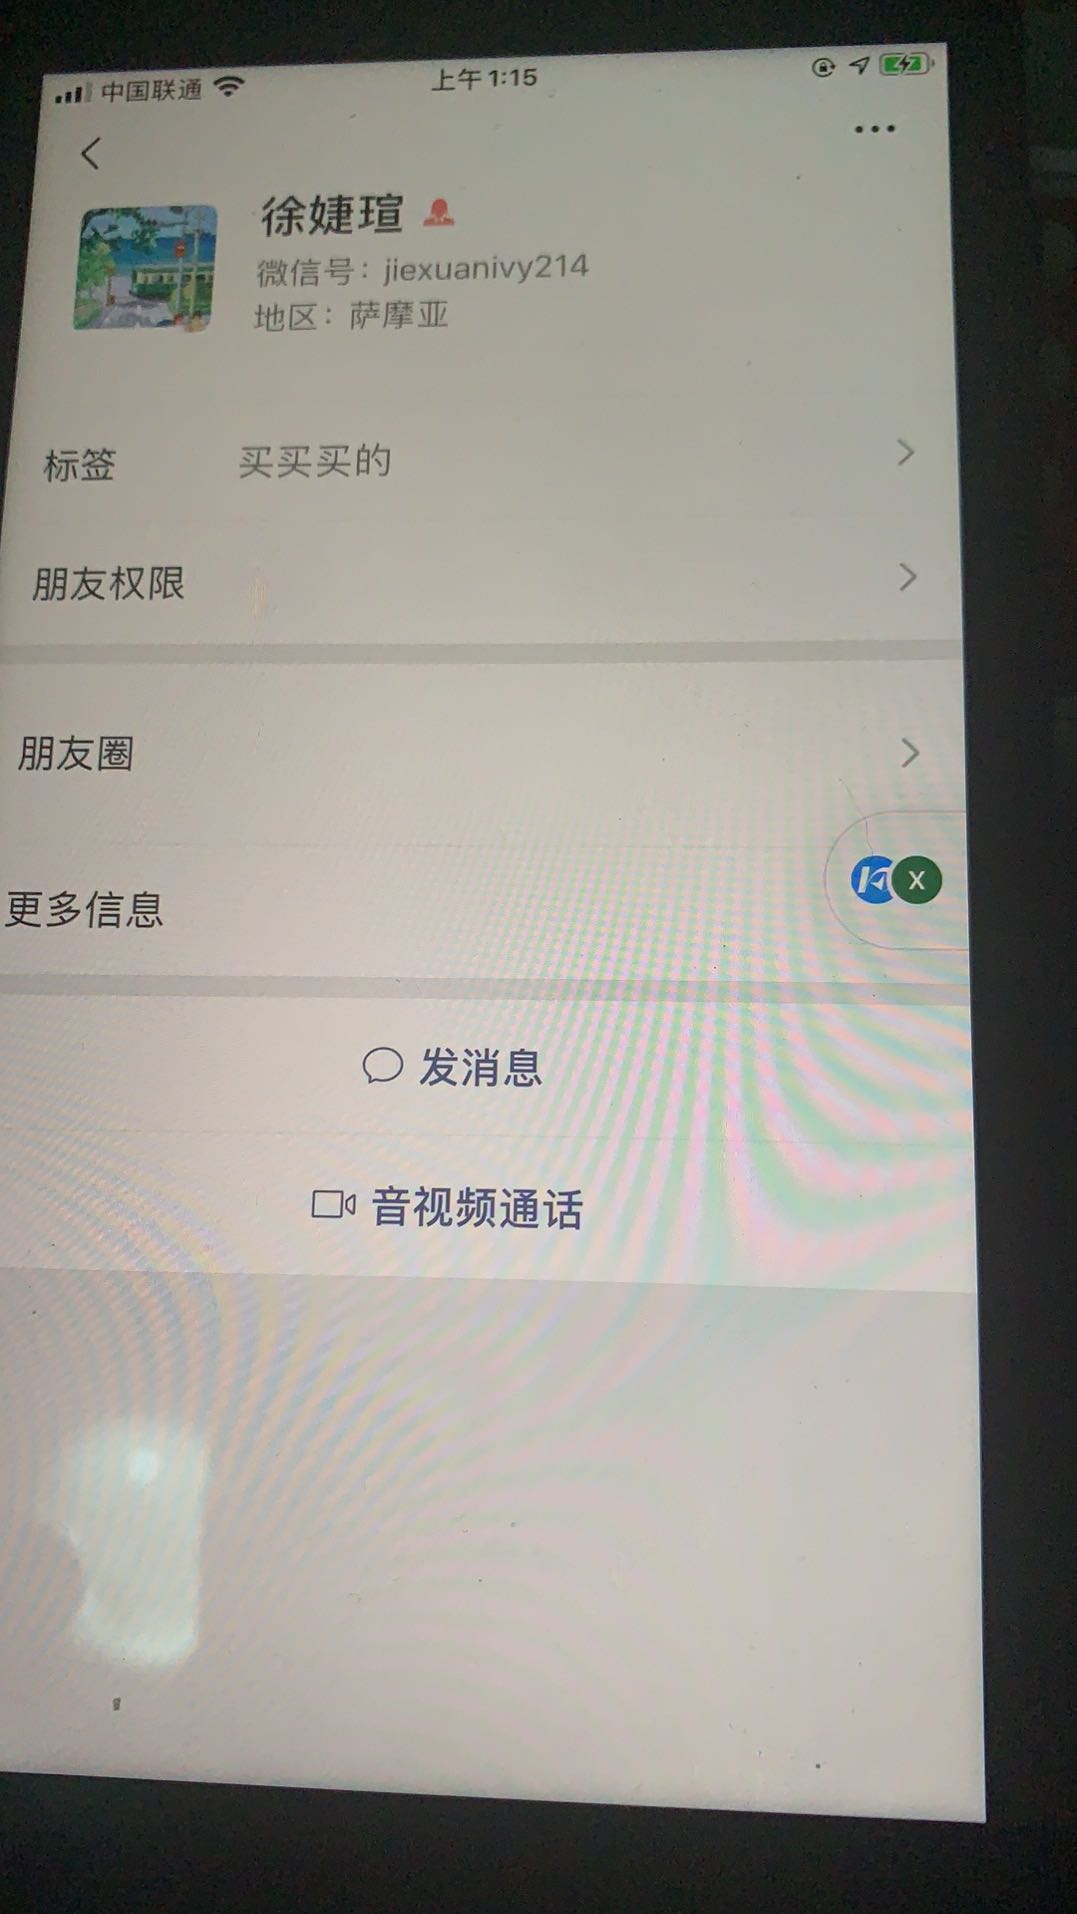 中国联通
上午1:15
徐婕瑄
微信号：jiexuanivy214
地区：萨摩亚
标签 买买买的
朋友权限
朋友圈
X
更多信息
发消息
音视频通话